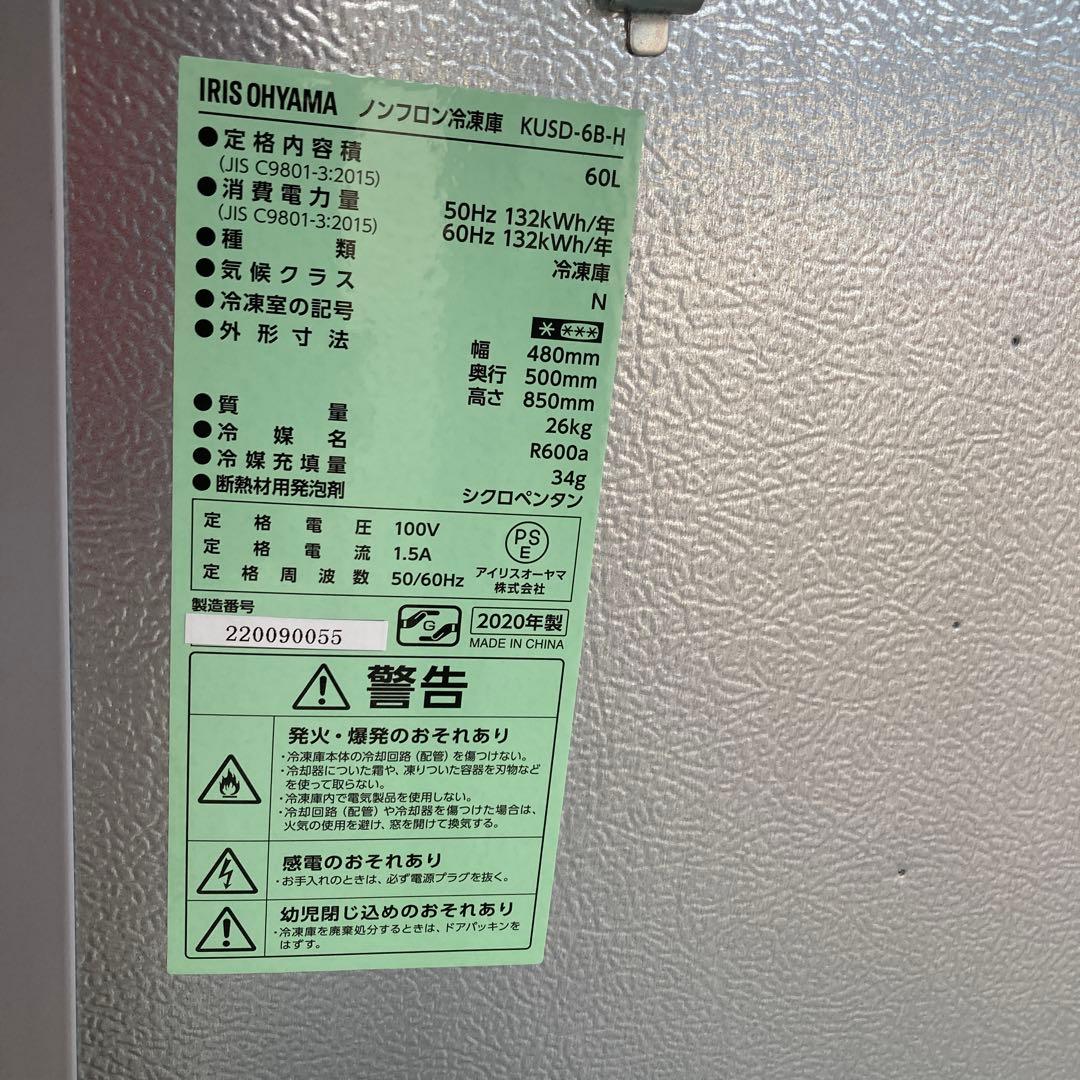 IRIS OHYAMA ノンフロン冷凍庫 KUSD-6B-H
●定格内容積 60L
(JIS C9801-3:2015)
●消費電力量 50Hz 132kWh/年
(JIS C9801-3:2015) 60Hz 132kWh/年
●種類 冷凍庫
●気候クラス N
●冷凍室の記号
●外形寸法 幅 480mm
奥行 500mm
高さ 850mm
●質量 26kg
●冷媒名 R600a
●冷媒充填量 34g
●断熱材用発泡剤 シクロペンタン
定格電圧 100V
定格電流 1.5A
定格周波数 50/60Hz
PS
E
アイリスオーヤマ
株式会社
製造番号
220090055
G
2020年製
MADE IN CHINA
警告
発火・爆発のおそれあり
・冷凍庫本体の冷却回路(配管)を傷つけない。
・冷却器についた霜や、凍りついた容器を刃物など
を使って取らない。
・冷凍庫内で電気製品を使用しない。
・冷却回路(配管)や冷却器を傷つけた場合は、
火気の使用を避け、窓を開けて換気する。
感電のおそれあり
・お手入れのときは、必ず電源プラグを抜く。
幼児閉じ込めのおそれあり
・冷凍庫を廃棄処分するときは、ドアパッキンを
はずす。